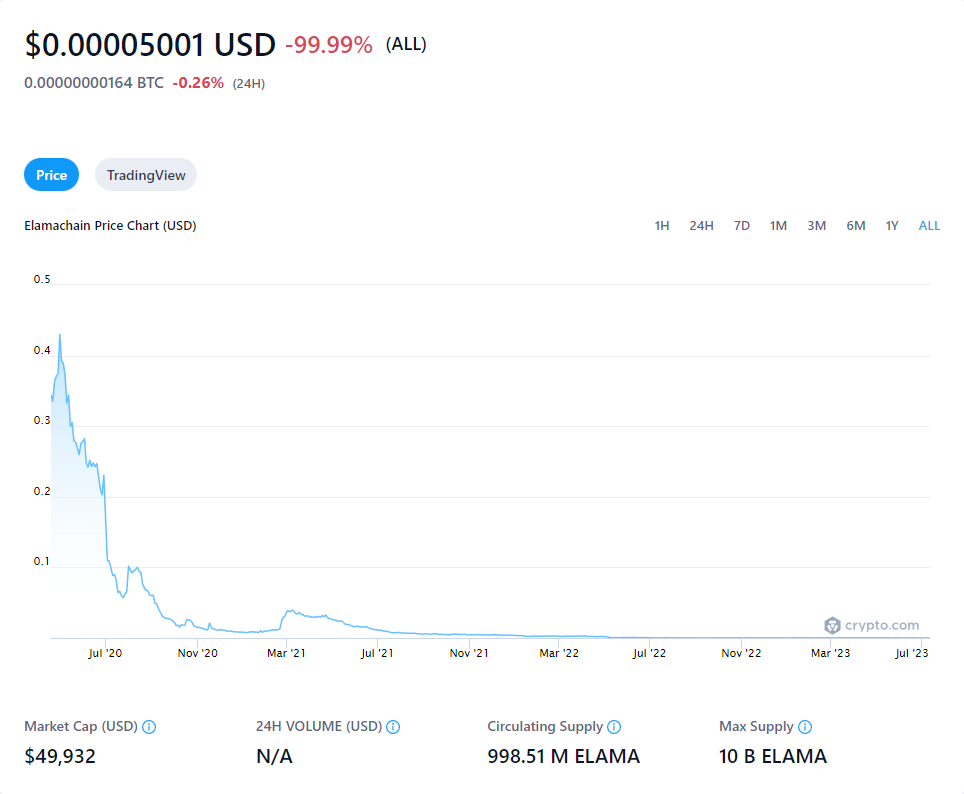 $0.00005001 USD -99.99% (ALL)
0.00000000164 BTC -0.26% (24H)
Price TradingView
Elamachain Price Chart (USD) 1H 24H 7D 1M 3M 6M 1Y ALL
0.5
0.4
0.3
0.2
0.1
crypto.com
Jul '20 Nov '20 Mar '21 Jul '21 Nov '21 Mar '22 Jul '22 Nov '22 Mar '23 Jul '23
Market Cap (USD) 24H VOLUME (USD) Circulating Supply Max Supply
$49,932 N/A 998.51 M ELAMA 10 B ELAMA